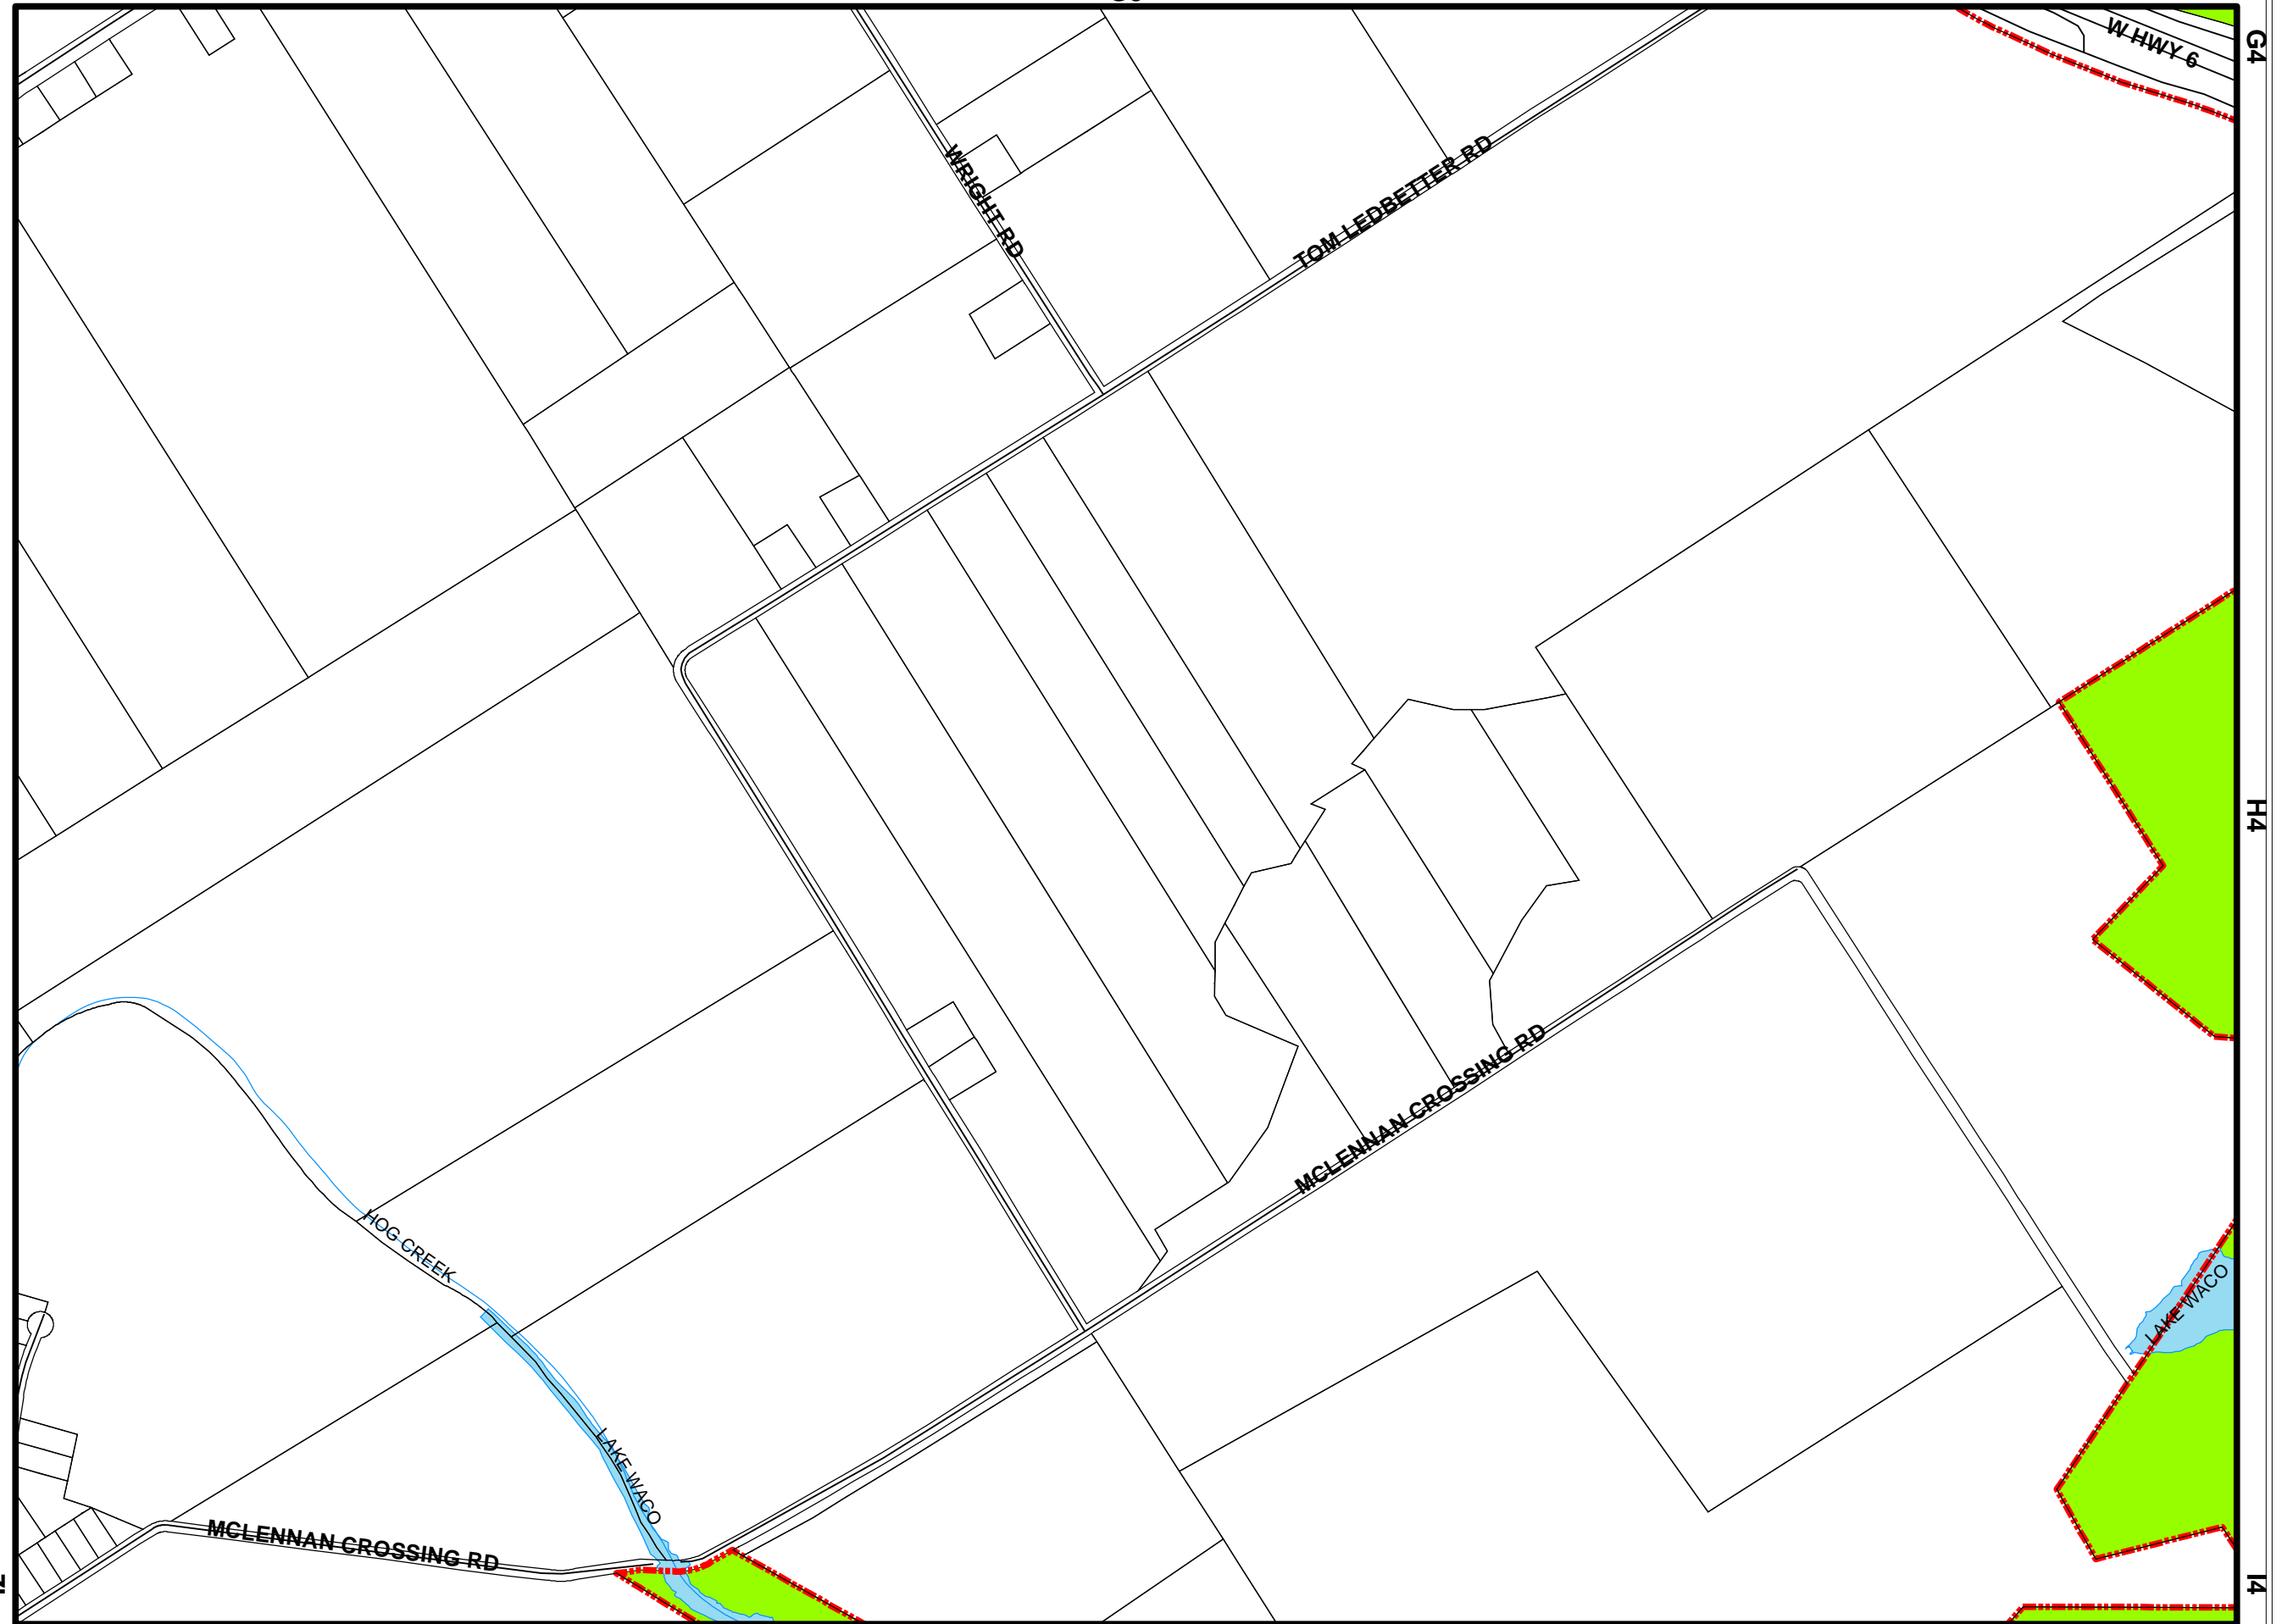 W HWY 6
G4
WRIGHT RD
TOM LEDBETTER RD
H4
MCLENNAN CROSSING RD
HOG CREEK
LAKE WACO
LAKE WACO
MCLENNAN CROSSING RD
I4